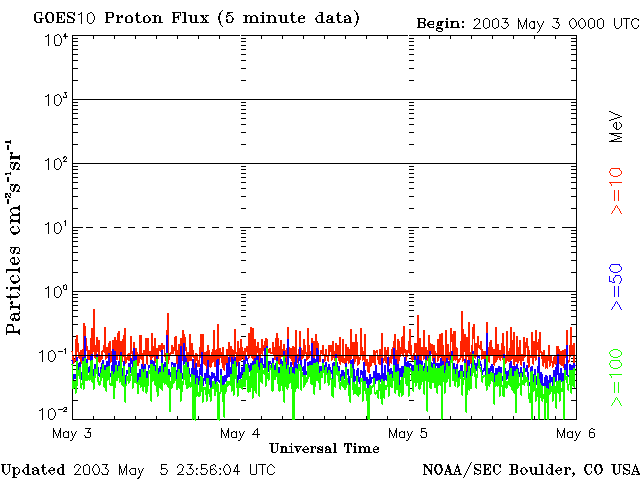 GOES10 Proton Flux (5 minute data)
Begin: 2003 May 3 0000 UTC
Particles cm⁻²s⁻¹sr⁻¹
10⁴
10³
10²
10¹
10⁰
10⁻¹
10⁻²
May 3
May 4
May 5
May 6
Universal Time
MeV
>=10
>=50
>=100
Updated 2003 May 5 23:56:04 UTC
NOAA/SEC Boulder, CO USA